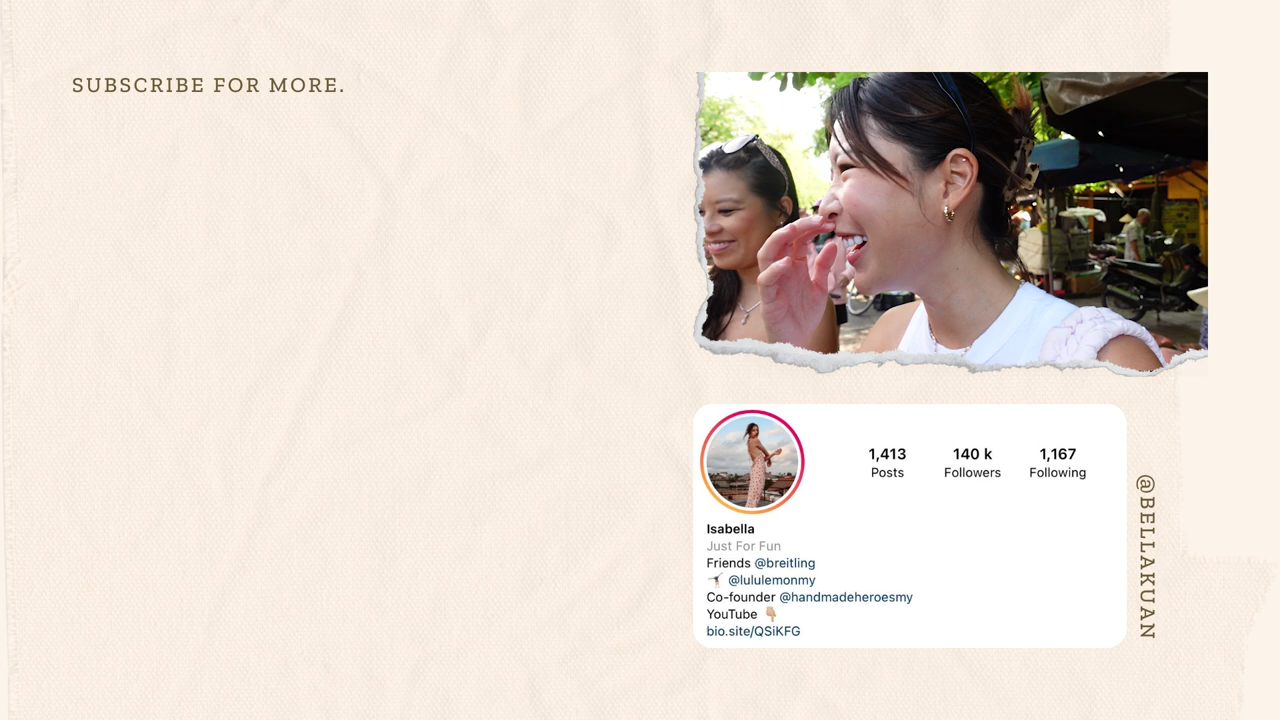 SUBSCRIBE FOR MORE.
1,413 140 k 1,167
Posts Followers Following
Isabella
Just For Fun
Friends @breitling
@lululemonmy
Co-founder @handmadeheroesmy
YouTube
bio.site/QSiKFG
@BELLAKUAN